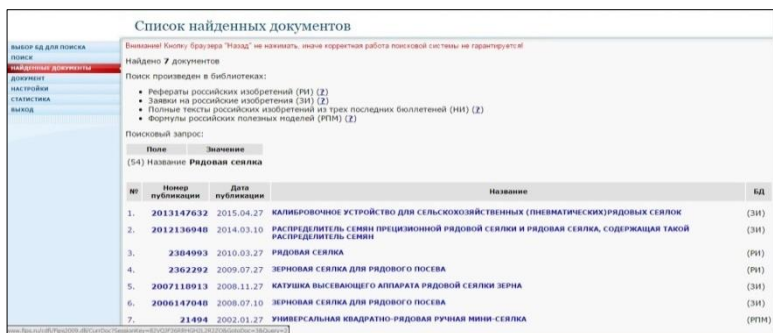 Список найденных документов
Внимание! Кнопку браузера "Назад" не нажимать, иначе корректная работа поисковой системы не гарантируется!
ВЫБОР БД ДЛЯ ПОИСКА
ПОИСК
НАЙДЕННЫЕ ДОКУМЕНТЫ
ДОКУМЕНТ
НАСТРОЙКИ
СТАТИСТИКА
ВЫХОД
Найдено 7 документов
Поиск произведен в библиотеках:
• Рефераты российских изобретений (РИ) (?)
• Заявки на российские изобретения (ЗИ) (?)
• Полные тексты российских изобретений из трех последних бюллетеней (НИ) (?)
• Формулы российских полезных моделей (РПМ) (?)
Поисковый запрос:
Поле Значение
(54) Название Рядовая сеялка
№ Номер публикации Дата публикации Название БД
1. 2013147632 2015.04.27 КАЛИБРОВОЧНОЕ УСТРОЙСТВО ДЛЯ СЕЛЬСКОХОЗЯЙСТВЕННЫХ (ПНЕВМАТИЧЕСКИХ)РЯДОВЫХ СЕЯЛОК (ЗИ)
2. 2012136948 2014.03.10 РАСПРЕДЕЛИТЕЛЬ СЕМЯН ПРЕЦИЗИОННОЙ РЯДОВОЙ СЕЯЛКИ И РЯДОВАЯ СЕЯЛКА, СОДЕРЖАЩАЯ ТАКОЙ (ЗИ)
РАСПРЕДЕЛИТЕЛЬ СЕМЯН
3. 2384993 2010.03.27 РЯДОВАЯ СЕЯЛКА (РИ)
4. 2362292 2009.07.27 ЗЕРНОВАЯ СЕЯЛКА ДЛЯ РЯДОВОГО ПОСЕВА (РИ)
5. 2007118913 2008.11.27 КАТУШКА ВЫСЕВАЮЩЕГО АППАРАТА РЯДОВОЙ СЕЯЛКИ ЗЕРНА (ЗИ)
6. 2006147048 2008.07.10 ЗЕРНОВАЯ СЕЯЛКА ДЛЯ РЯДОВОГО ПОСЕВА (ЗИ)
7. 21494 2002.01.27 УНИВЕРСАЛЬНАЯ КВАДРАТНО-РЯДОВАЯ РУЧНАЯ МИНИ-СЕЯЛКА (РПМ)